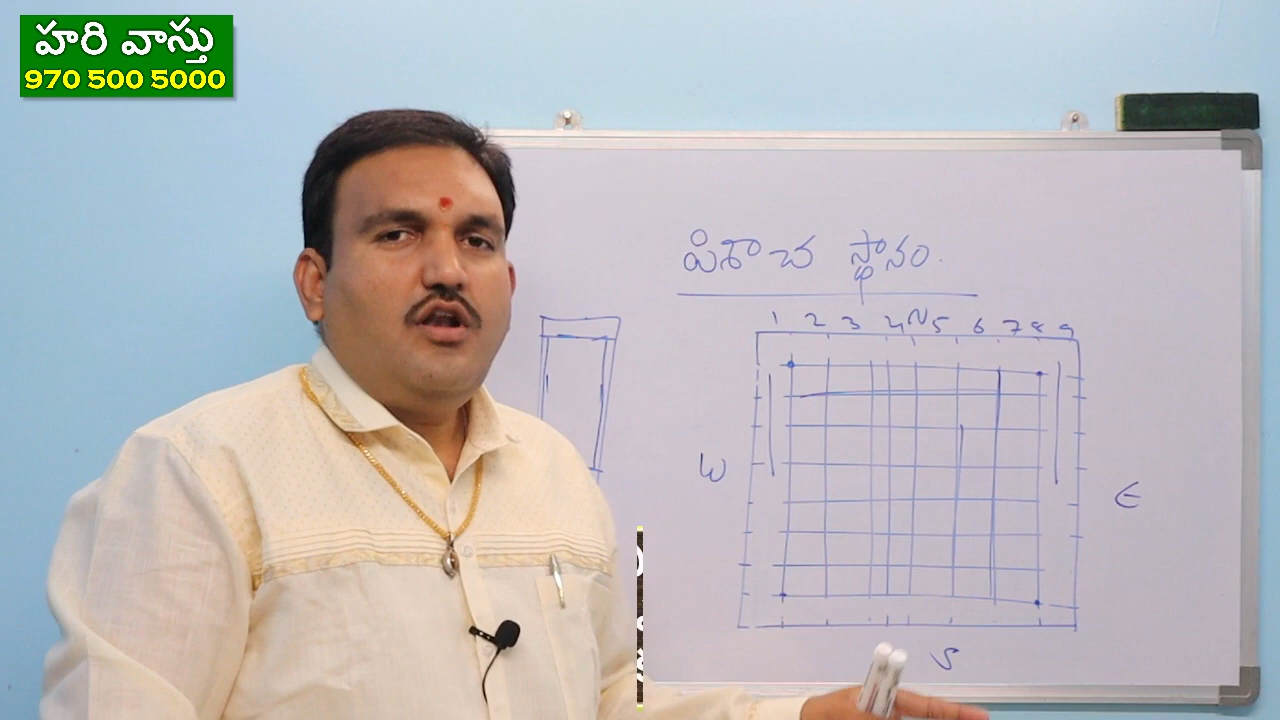 హరి వాస్తు
970 500 5000
పిశాచ స్థానం.
1 2 3 4 N 5 6 7 8 9
W
E
S